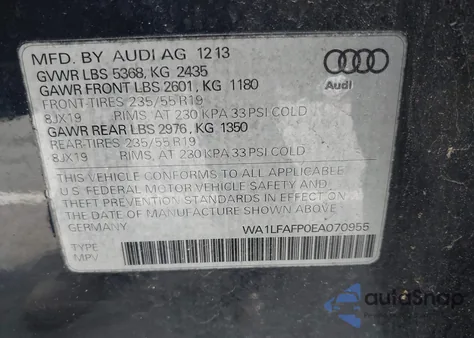 MFD. BY AUDI AG 12 13
GVWR LBS 5368, KG 2435
GAWR FRONT LBS 2601, KG 1180
FRONT-TIRES 235/55 R19
8JX19 RIMS, AT 230 KPA 33 PSI COLD
GAWR REAR LBS 2976, KG 1350
REAR-TIRES 235/55 R19
8JX19 RIMS, AT 230 KPA 33 PSI COLD
Audi
THIS VEHICLE CONFORMS TO ALL APPLICABLE
U.S. FEDERAL MOTOR VEHICLE SAFETY AND
THEFT PREVENTION STANDARDS IN EFFECT ON
THE DATE OF MANUFACTURE SHOWN ABOVE
GERMANY
WA1LFAFP0EA070955
TYPE:
MPV
autosnap